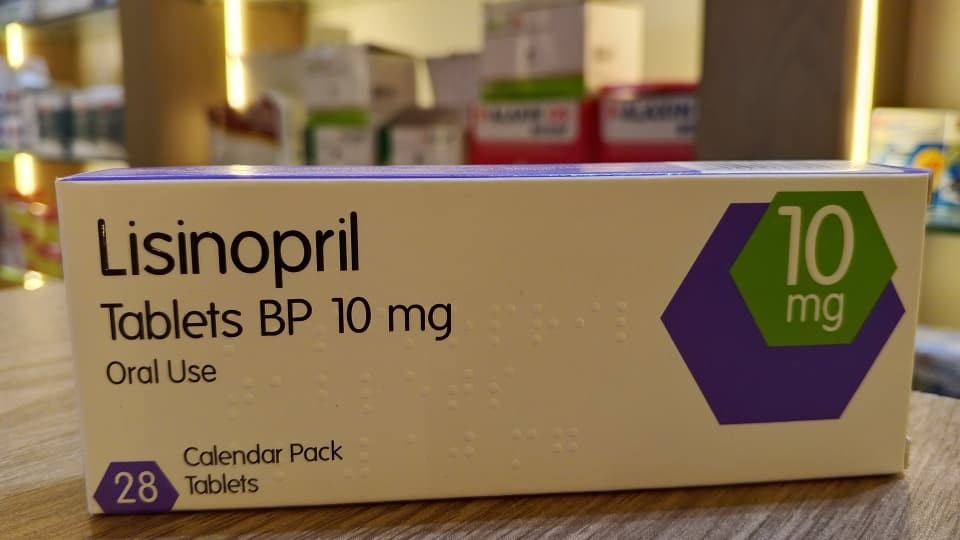 Lisinopril
Tablets BP 10 mg
Oral Use
10
mg
28
Calendar Pack
Tablets